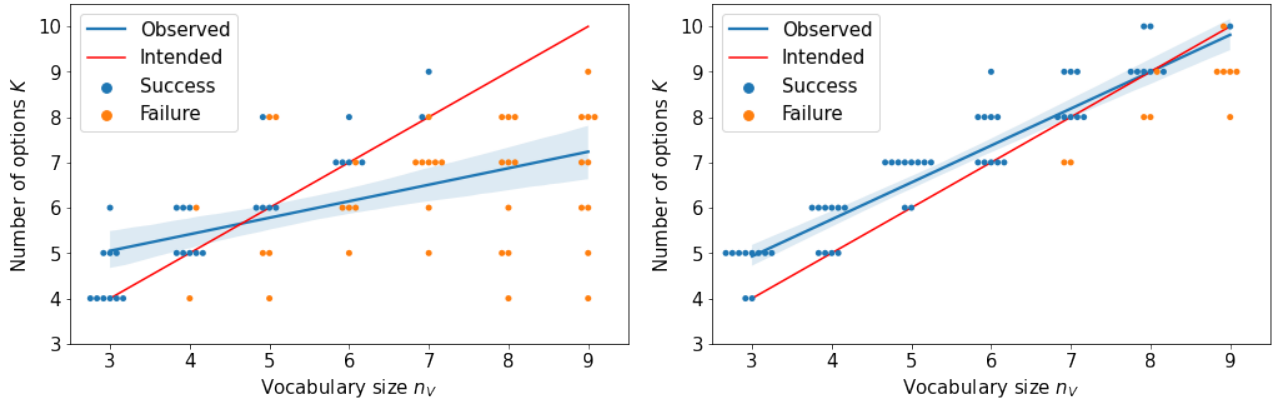 Observed
Intended
Success
Failure
10
9
8
7
6
5
4
3
Number of options K
3 4 5 6 7 8 9
Vocabulary size n_V
Observed
Intended
Success
Failure
10
9
8
7
6
5
4
3
Number of options K
3 4 5 6 7 8 9
Vocabulary size n_V